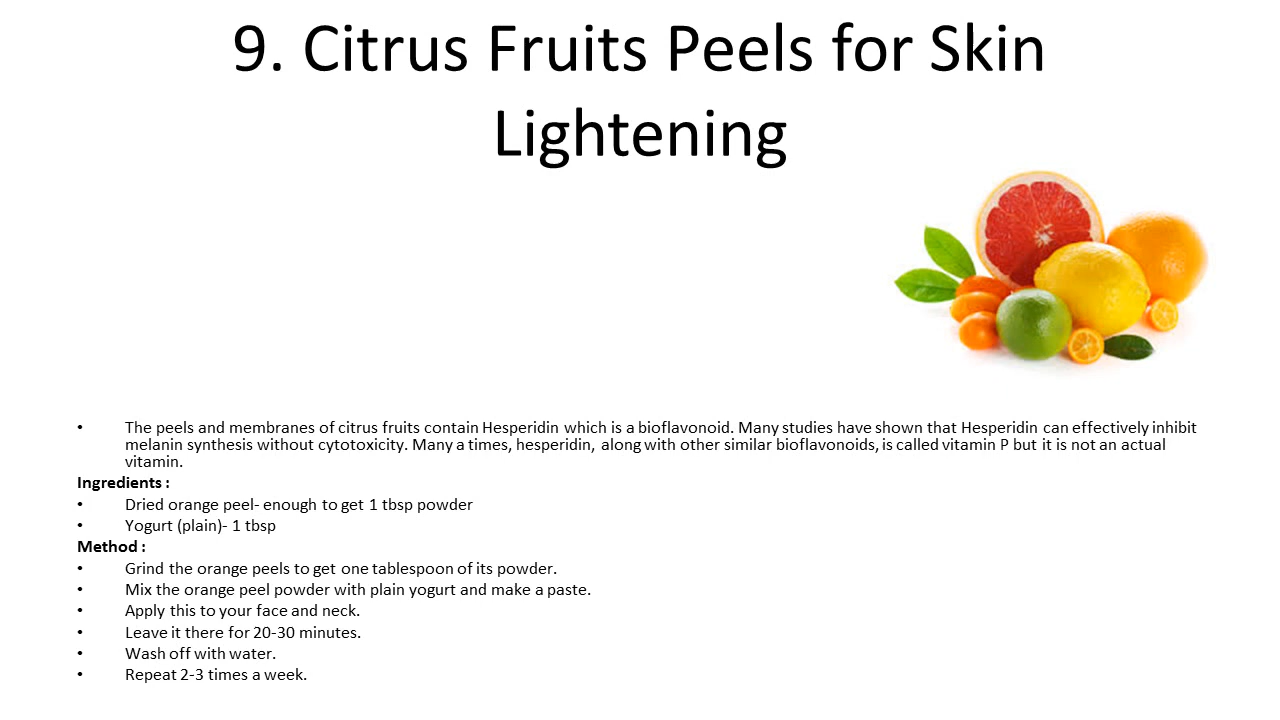 9. Citrus Fruits Peels for Skin
Lightening
• The peels and membranes of citrus fruits contain Hesperidin which is a bioflavonoid. Many studies have shown that Hesperidin can effectively inhibit
melanin synthesis without cytotoxicity. Many a times, hesperidin, along with other similar bioflavonoids, is called vitamin P but it is not an actual
vitamin.
Ingredients :
• Dried orange peel- enough to get 1 tbsp powder
• Yogurt (plain)- 1 tbsp
Method :
• Grind the orange peels to get one tablespoon of its powder.
• Mix the orange peel powder with plain yogurt and make a paste.
• Apply this to your face and neck.
• Leave it there for 20-30 minutes.
• Wash off with water.
• Repeat 2-3 times a week.